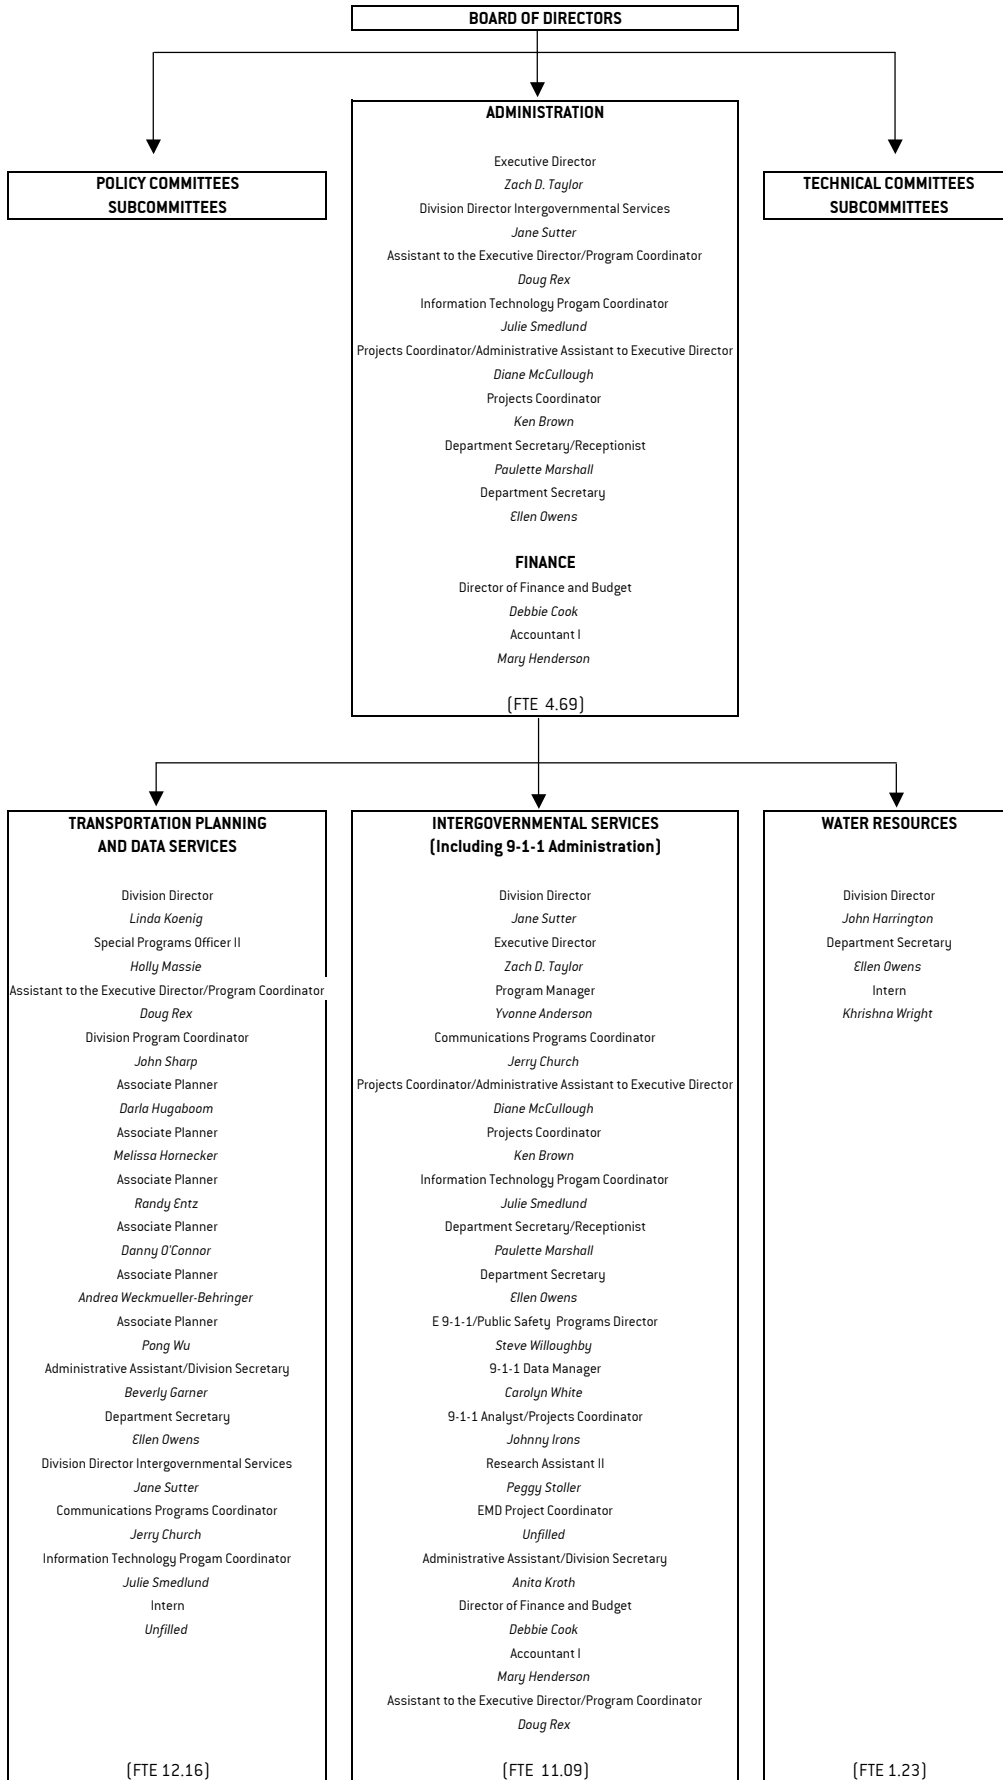 BOARD OF DIRECTORS
ADMINISTRATION
Executive Director
Zach D. Taylor
Division Director Intergovernmental Services
Jane Sutter
Assistant to the Executive Director/Program Coordinator
Doug Rex
Information Technology Progam Coordinator
Julie Smedlund
Projects Coordinator/Administrative Assistant to Executive Director
Diane McCullough
Projects Coordinator
Ken Brown
Department Secretary/Receptionist
Paulette Marshall
Department Secretary
Ellen Owens
FINANCE
Director of Finance and Budget
Debbie Cook
Accountant I
Mary Henderson
(FTE 4.69)
POLICY COMMITTEES
SUBCOMMITTEES
TECHNICAL COMMITTEES
SUBCOMMITTEES
TRANSPORTATION PLANNING
AND DATA SERVICES
Division Director
Linda Koenig
Special Programs Officer II
Holly Massie
Assistant to the Executive Director/Program Coordinator
Doug Rex
Division Program Coordinator
John Sharp
Associate Planner
Darla Hugaboom
Associate Planner
Melissa Hornecker
Associate Planner
Randy Entz
Associate Planner
Danny O'Connor
Associate Planner
Andrea Weckmueller-Behringer
Associate Planner
Pong Wu
Administrative Assistant/Division Secretary
Beverly Garner
Department Secretary
Ellen Owens
Division Director Intergovernmental Services
Jane Sutter
Communications Programs Coordinator
Jerry Church
Information Technology Progam Coordinator
Julie Smedlund
Intern
Unfilled
(FTE 12.16)
INTERGOVERNMENTAL SERVICES
(Including 9-1-1 Administration)
Division Director
Jane Sutter
Executive Director
Zach D. Taylor
Program Manager
Yvonne Anderson
Communications Programs Coordinator
Jerry Church
Projects Coordinator/Administrative Assistant to Executive Director
Diane McCullough
Projects Coordinator
Ken Brown
Information Technology Progam Coordinator
Julie Smedlund
Department Secretary/Receptionist
Paulette Marshall
Department Secretary
Ellen Owens
E 9-1-1/Public Safety Programs Director
Steve Willoughby
9-1-1 Data Manager
Carolyn White
9-1-1 Analyst/Projects Coordinator
Johnny Irons
Research Assistant II
Peggy Stoller
EMD Project Coordinator
Unfilled
Administrative Assistant/Division Secretary
Anita Kroth
Director of Finance and Budget
Debbie Cook
Accountant I
Mary Henderson
Assistant to the Executive Director/Program Coordinator
Doug Rex
(FTE 11.09)
WATER RESOURCES
Division Director
John Harrington
Department Secretary
Ellen Owens
Intern
Khrishna Wright
(FTE 1.23)